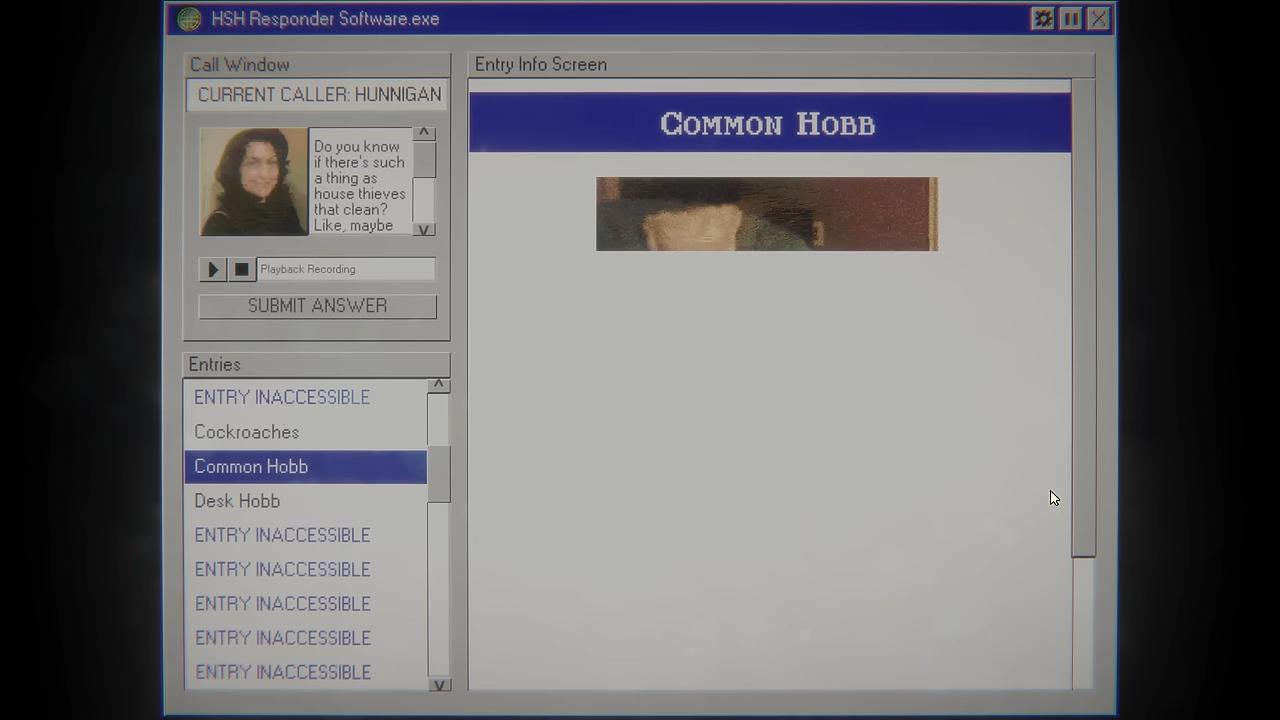 HSH Responder Software.exe
Call Window
CURRENT CALLER: HUNNIGAN
Do you know
if there's such
a thing as
house thieves
that clean?
Like, maybe
Playback Recording
SUBMIT ANSWER
Entries
ENTRY INACCESSIBLE
Cockroaches
Common Hobb
Desk Hobb
ENTRY INACCESSIBLE
ENTRY INACCESSIBLE
ENTRY INACCESSIBLE
ENTRY INACCESSIBLE
ENTRY INACCESSIBLE
Entry Info Screen
Common Hobb